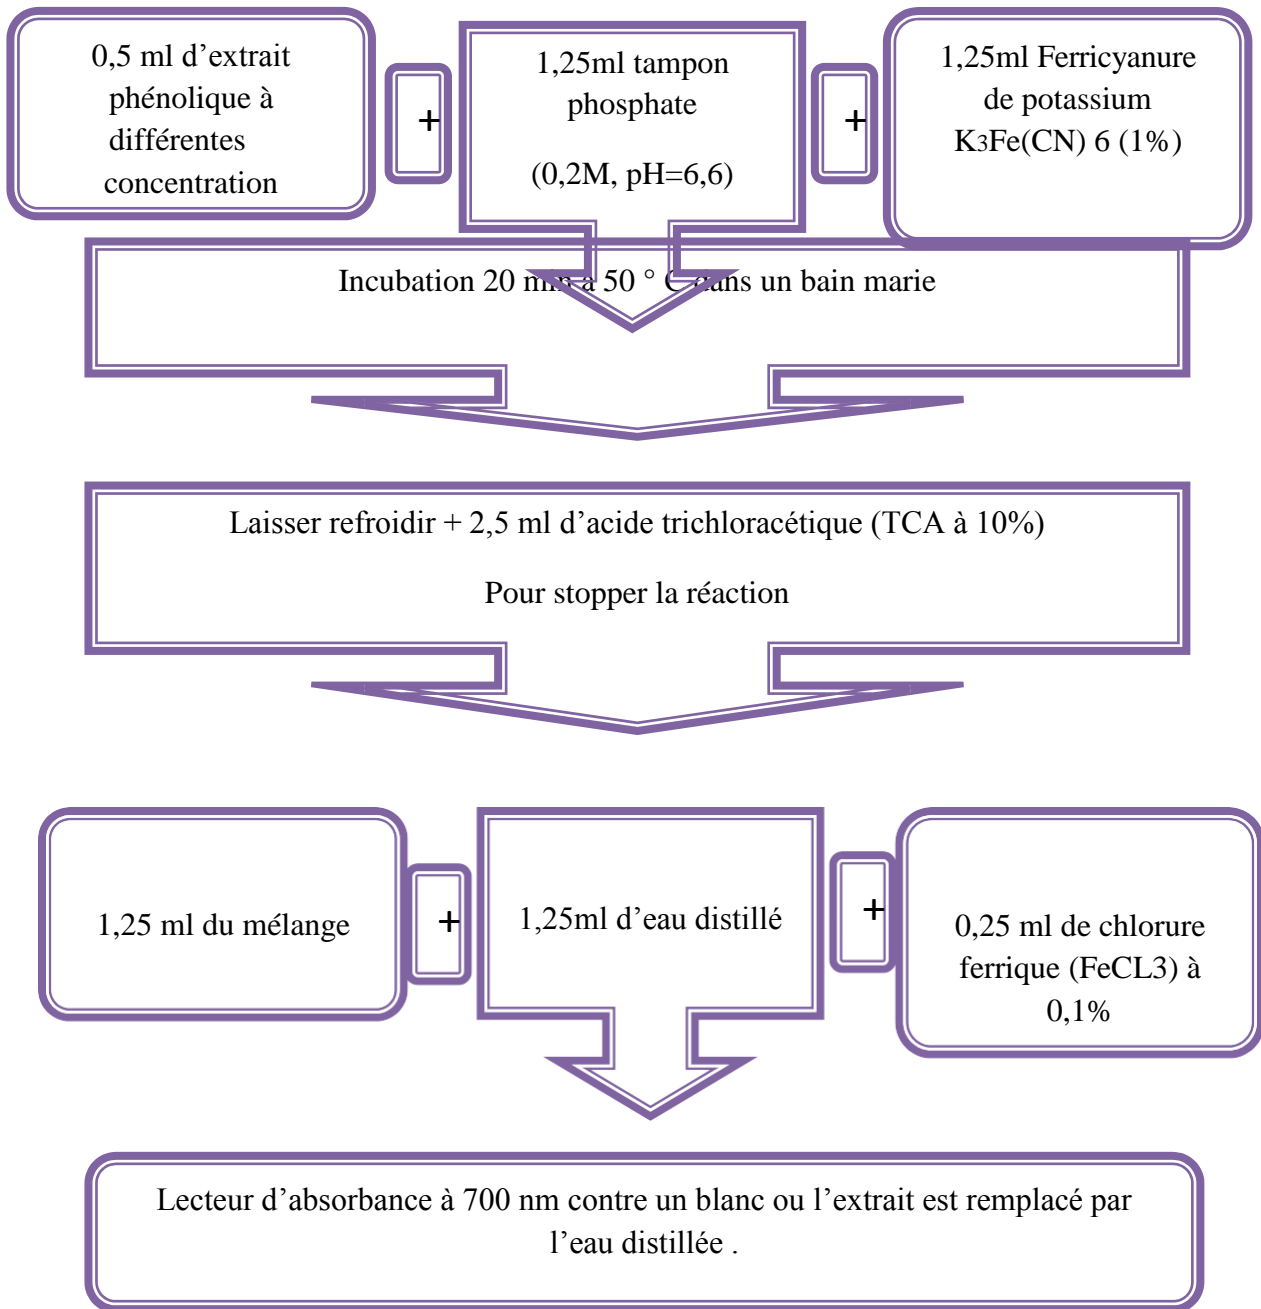 0,5 ml d’extrait
phénolique à
différentes
concentration
+
1,25ml tampon
phosphate
(0,2M, pH=6,6)
+
1,25ml Ferricyanure
de potassium
K3Fe(CN) 6 (1%)
Incubation 20 min à 50 ° C dans un bain marie
Laisser refroidir + 2,5 ml d’acide trichloracétique (TCA à 10%)
Pour stopper la réaction
1,25 ml du mélange
+
1,25ml d’eau distillé
+
0,25 ml de chlorure
ferrique (FeCL3) à
0,1%
Lecteur d’absorbance à 700 nm contre un blanc ou l’extrait est remplacé par
l’eau distillée .